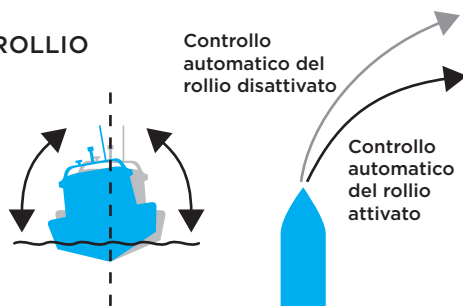 ROLLIO
Controllo
automatico del
rollio disattivato
Controllo
automatico
del rollio
attivato